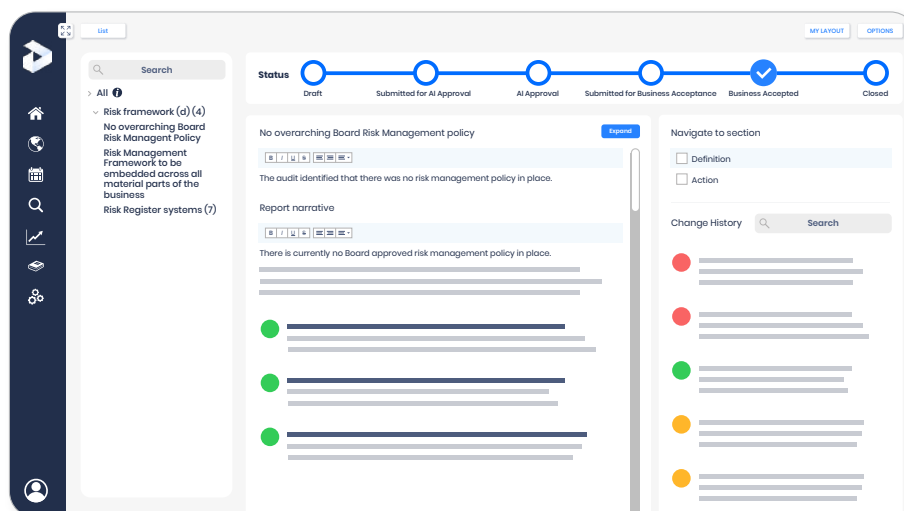 List
MY LAYOUT
OPTIONS
Search
All i
Risk framework (d) (4)
No overarching Board
Risk Managent Policy
Risk Management
Framework to be
embedded across all
material parts of the
business
Risk Register systems (7)
Status
Draft
Submitted for AI Approval
AI Approval
Submitted for Business Acceptance
Business Accepted
Closed
No overarching Board Risk Management policy
Expand
B I U S
The audit identified that there was no risk management policy in place.
Report narrative
B I U S
There is currently no Board approved risk management policy in place.
Navigate to section
Definition
Action
Change History
Search